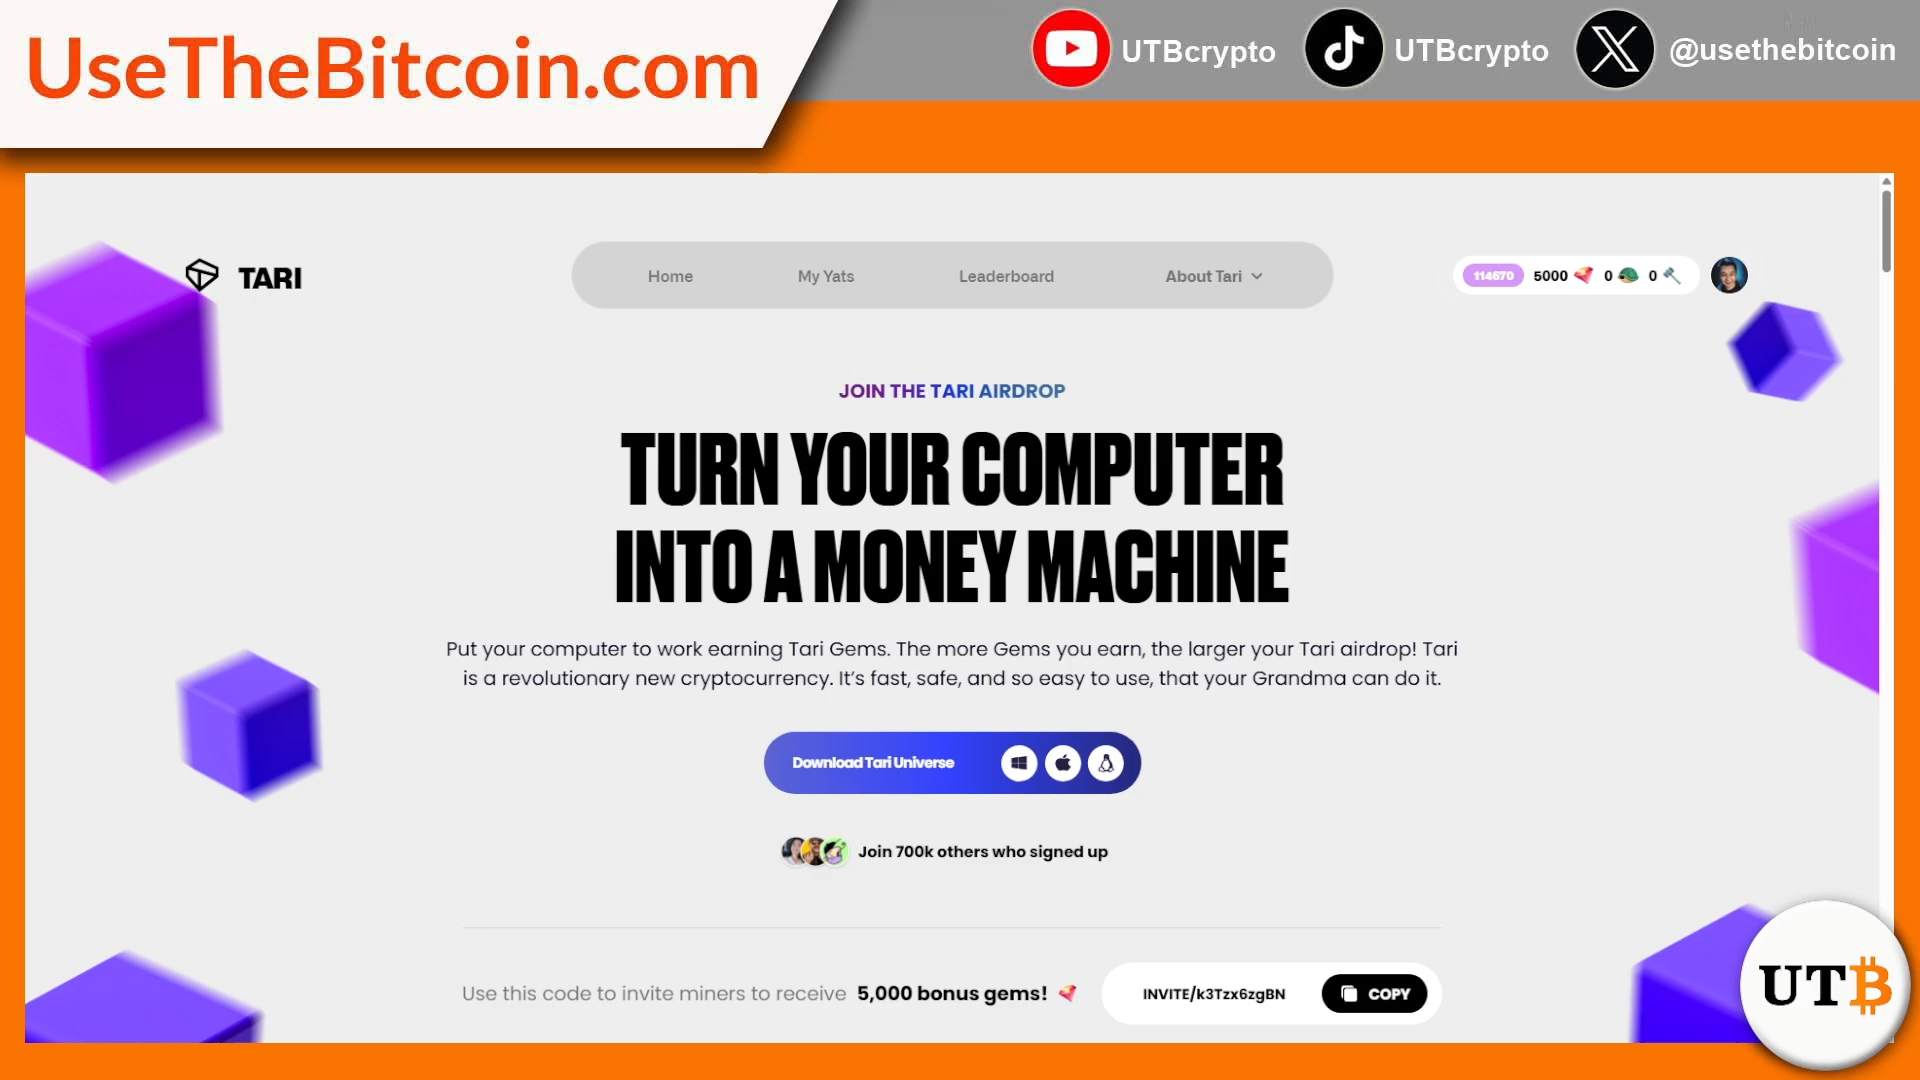 UseTheBitcoin.com
UTBcrypto
UTBcrypto
@usethebitcoin
TARI
Home
My Yats
Leaderboard
About Tari
114670
5000
0
0
JOIN THE TARI AIRDROP
TURN YOUR COMPUTER
INTO A MONEY MACHINE
Put your computer to work earning Tari Gems. The more Gems you earn, the larger your Tari airdrop! Tari
is a revolutionary new cryptocurrency. It’s fast, safe, and so easy to use, that your Grandma can do it.
Download Tari Universe
Join 700k others who signed up
Use this code to invite miners to receive 5,000 bonus gems!
INVITE/k3Tzx6zgBN
COPY
UTB